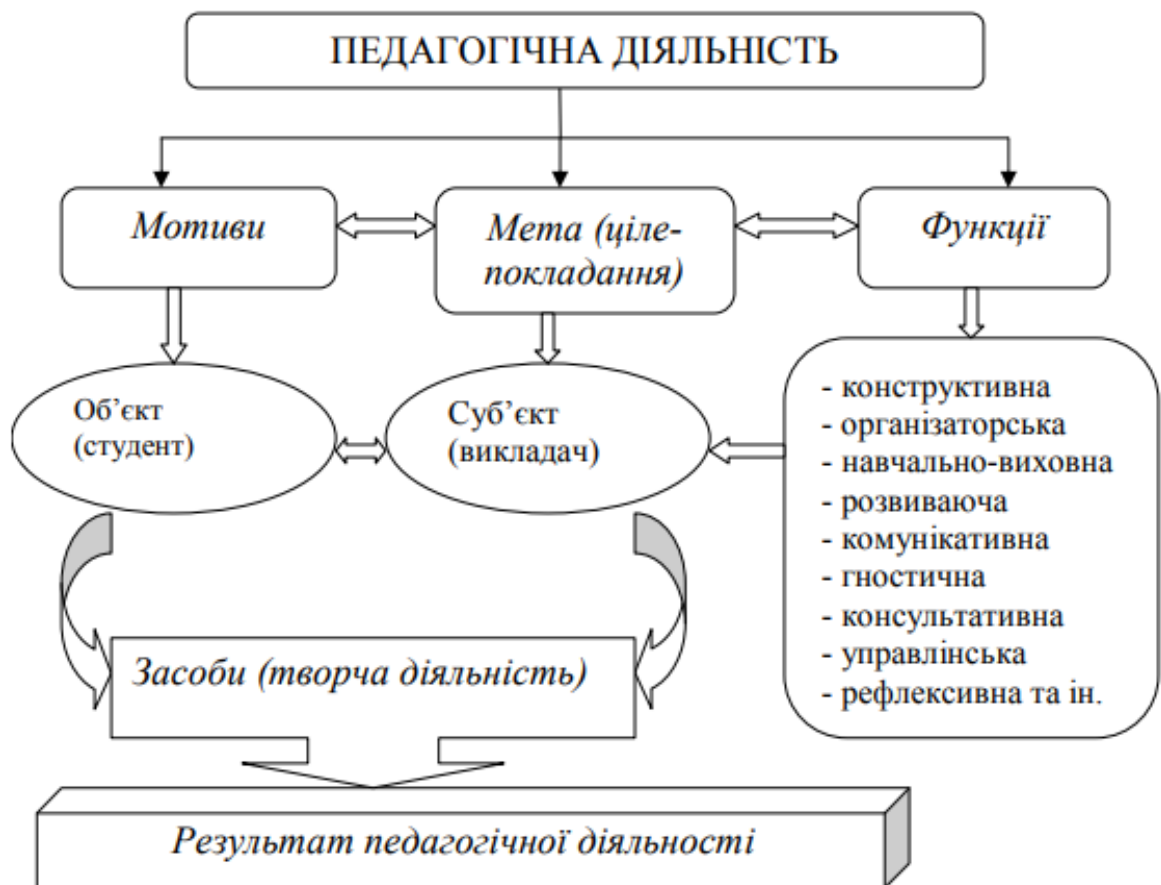 ПЕДАГОГІЧНА ДІЯЛЬНІСТЬ
Мотиви
Мета (ціле-
покладання)
Функції
Об’єкт
(студент)
Суб’єкт
(викладач)
- конструктивна
- організаторська
- навчально-виховна
- розвиваюча
- комунікативна
- гностична
- консультативна
- управлінська
- рефлексивна та ін.
Засоби (творча діяльність)
Результат педагогічної діяльності